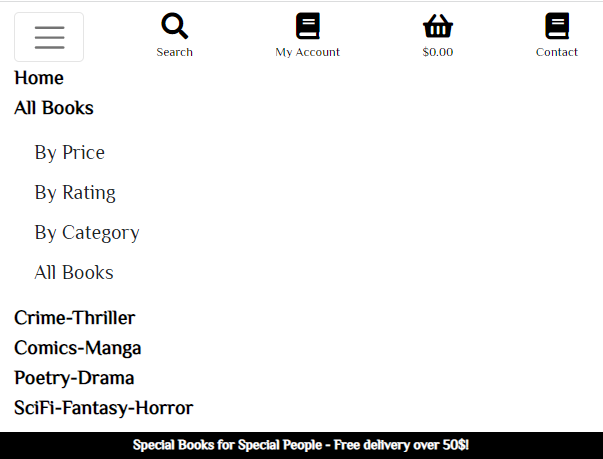 Search My Account $0.00 Contact
Home
All Books
By Price
By Rating
By Category
All Books
Crime-Thriller
Comics-Manga
Poetry-Drama
SciFi-Fantasy-Horror
Special Books for Special People - Free delivery over 50$!